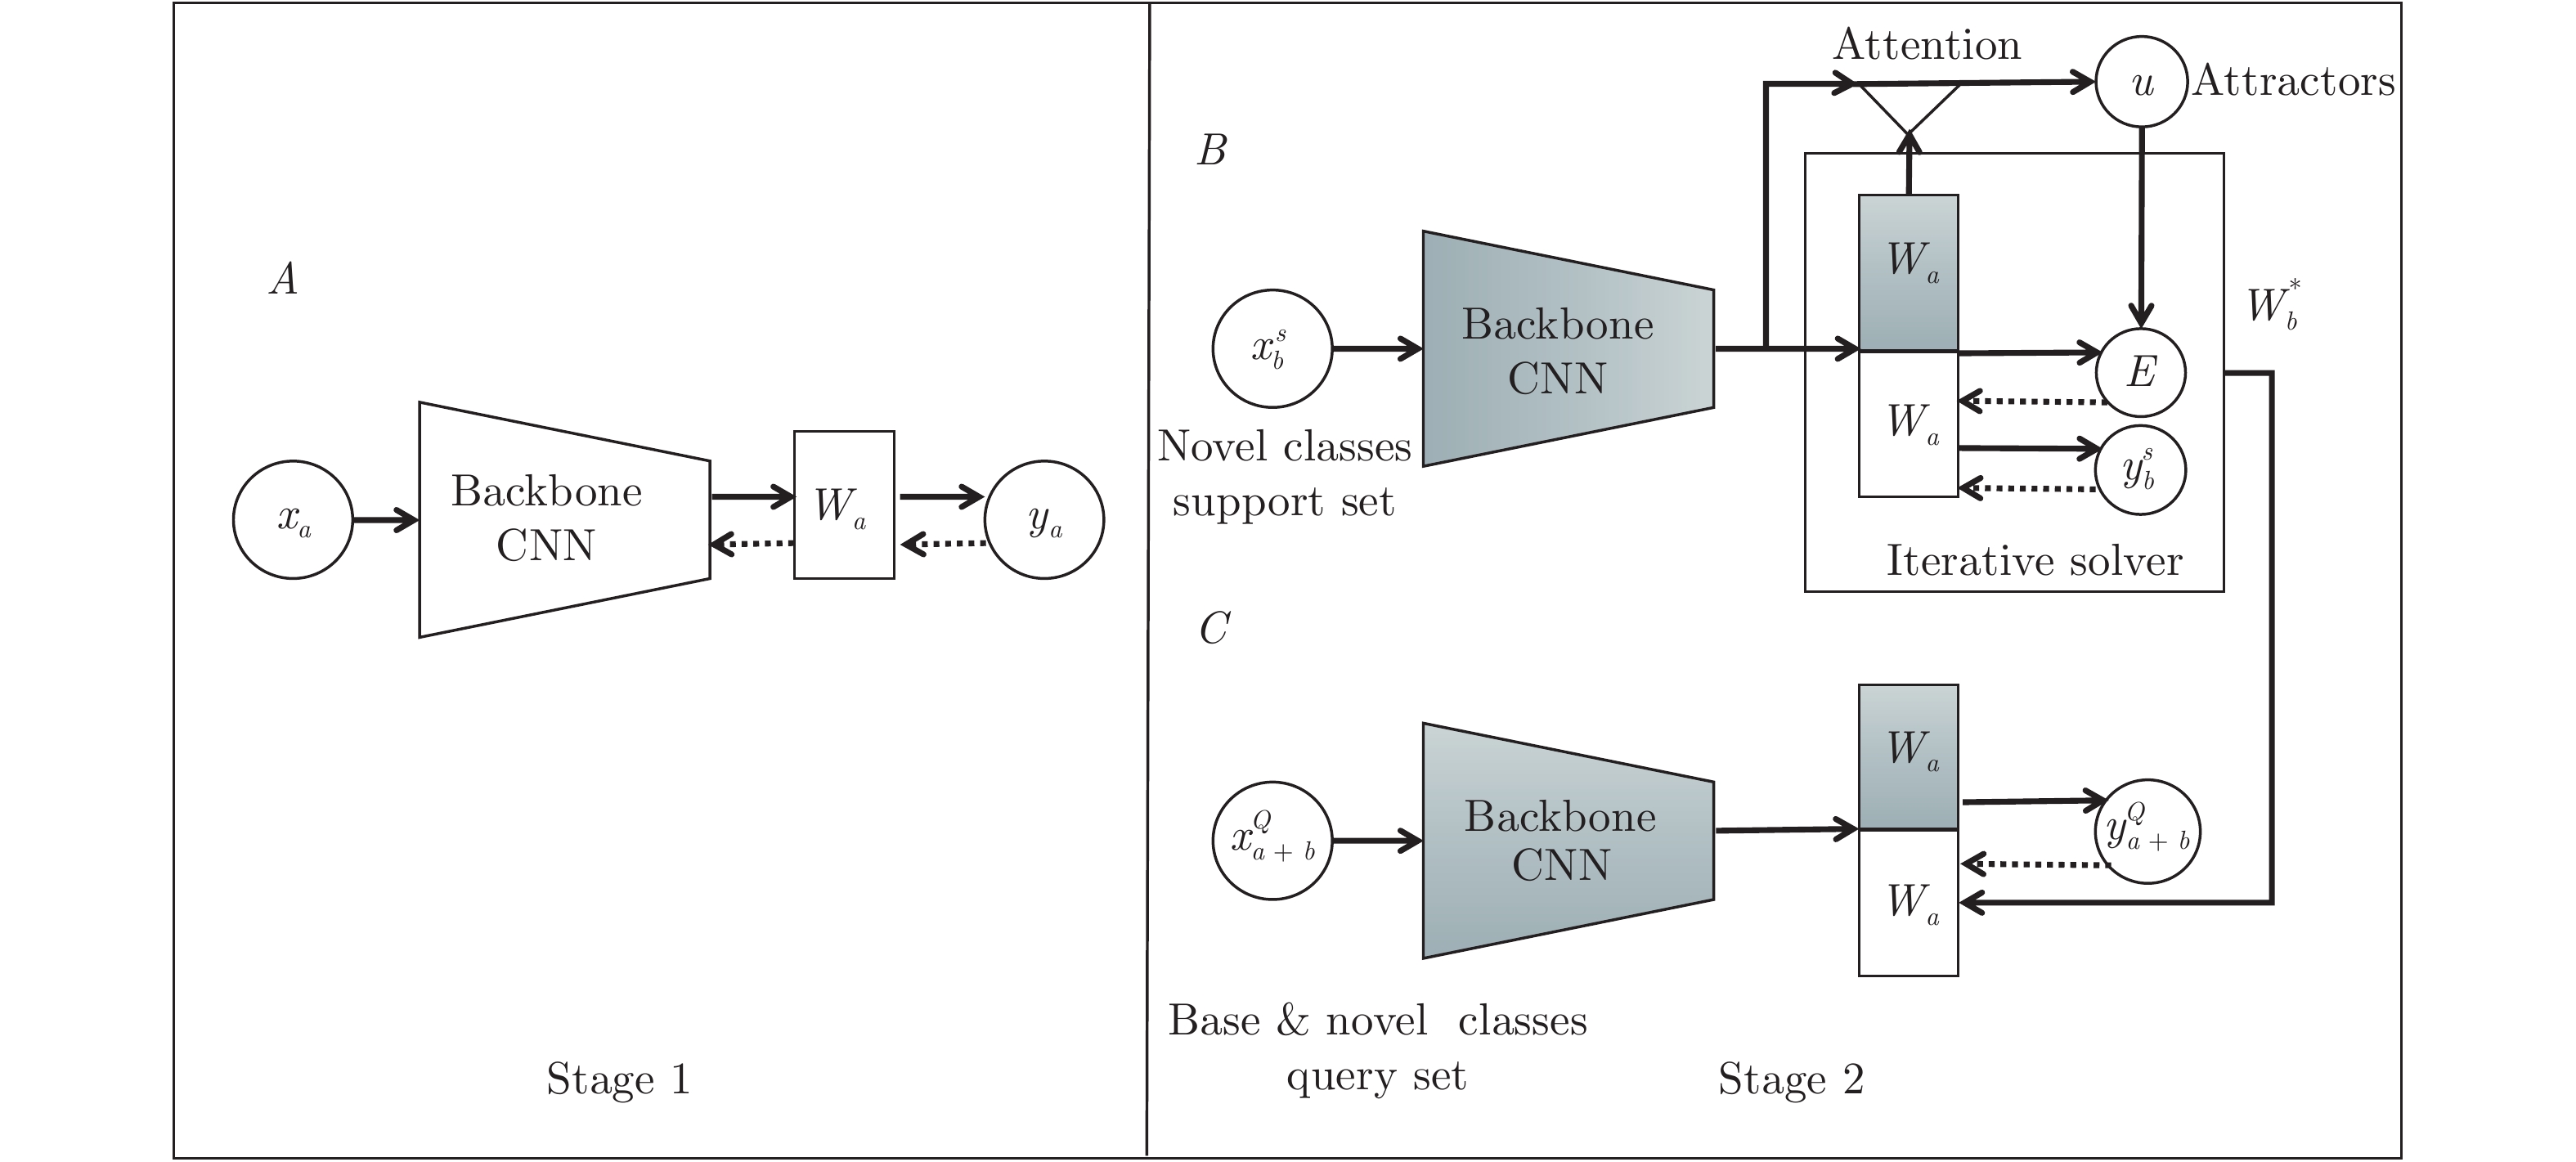 A
x_a
Backbone
CNN
W_a
y_a
Stage 1
B
Attention
u
Attractors
x_b^s
Backbone
CNN
Novel classes
support set
W_a
W_a
E
y_b^s
Iterative solver
W_b^*
C
x_{a + b}^Q
Backbone
CNN
W_a
W_a
y_{a + b}^Q
Base & novel classes
query set
Stage 2